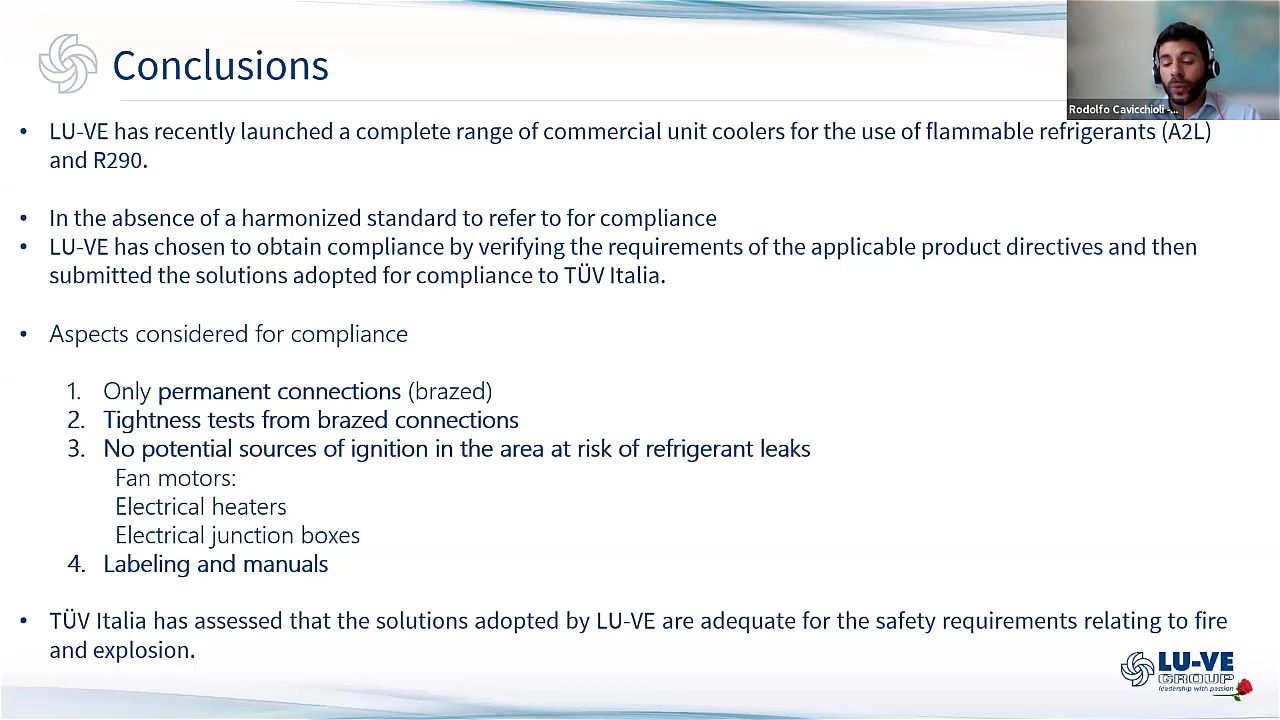 Conclusions
Rodolfo Cavicchioli -...
• LU-VE has recently launched a complete range of commercial unit coolers for the use of flammable refrigerants (A2L)
and R290.
• In the absence of a harmonized standard to refer to for compliance
• LU-VE has chosen to obtain compliance by verifying the requirements of the applicable product directives and then
submitted the solutions adopted for compliance to TÜV Italia.
• Aspects considered for compliance
1. Only permanent connections (brazed)
2. Tightness tests from brazed connections
3. No potential sources of ignition in the area at risk of refrigerant leaks
Fan motors:
Electrical heaters
Electrical junction boxes
4. Labeling and manuals
• TÜV Italia has assessed that the solutions adopted by LU-VE are adequate for the safety requirements relating to fire
and explosion.
LU-VE
GROUP
leadership with passion